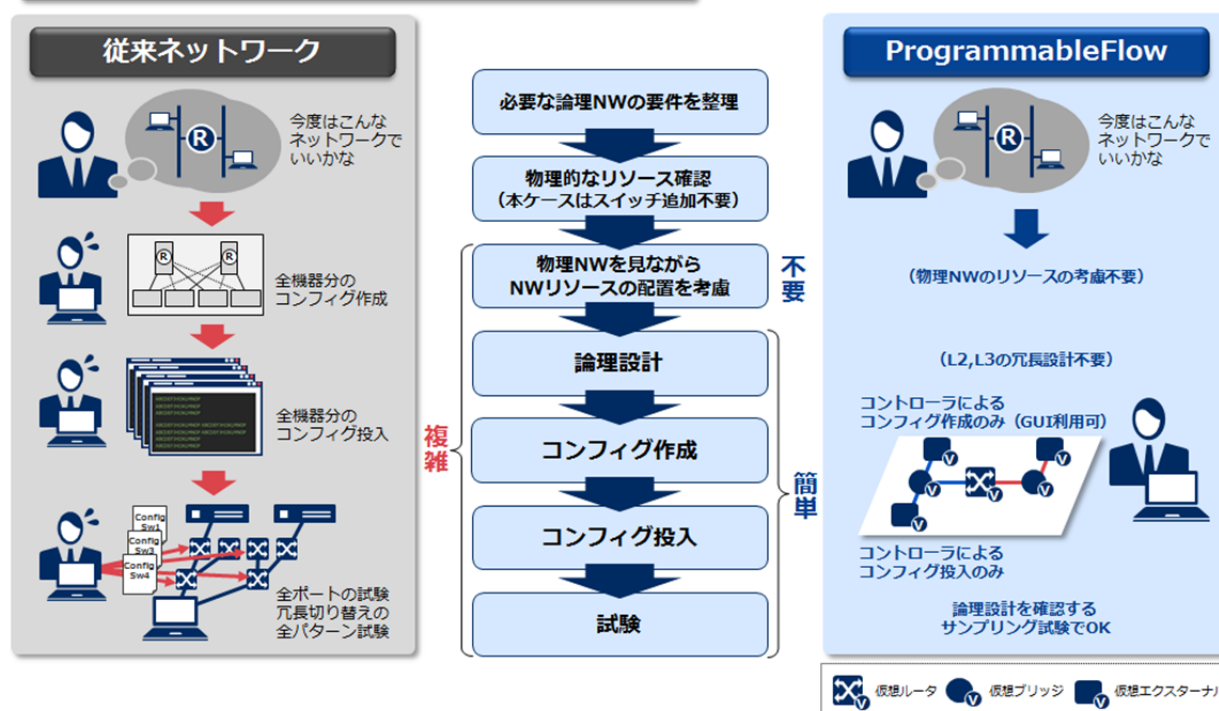 従来ネットワーク
今度はこんな
ネットワークで
いいかな
R
R
R
全機器分の
コンフィグ作成
全機器分の
コンフィグ投入
Config
Sw1
Config
Sw3
Config
Sw4
全ポートの試験
冗長切り替えの
全パターン試験
必要な論理NWの要件を整理
物理的なリソース確認
(本ケースはスイッチ追加不要)
物理NWを見ながら
NWリソースの配置を考慮
論理設計
コンフィグ作成
コンフィグ投入
試験
複雑
不要
簡単
ProgrammableFlow
R
今度はこんな
ネットワークで
いいかな
(物理NWのリソースの考慮不要)
(L2,L3の冗長設計不要)
コントローラによる
コンフィグ作成のみ(GUI利用可)
V
V
V
V
V
コントローラによる
コンフィグ投入のみ
論理設計を確認する
サンプリング試験でOK
V 仮想ルータ V 仮想ブリッジ V 仮想エクスターナル